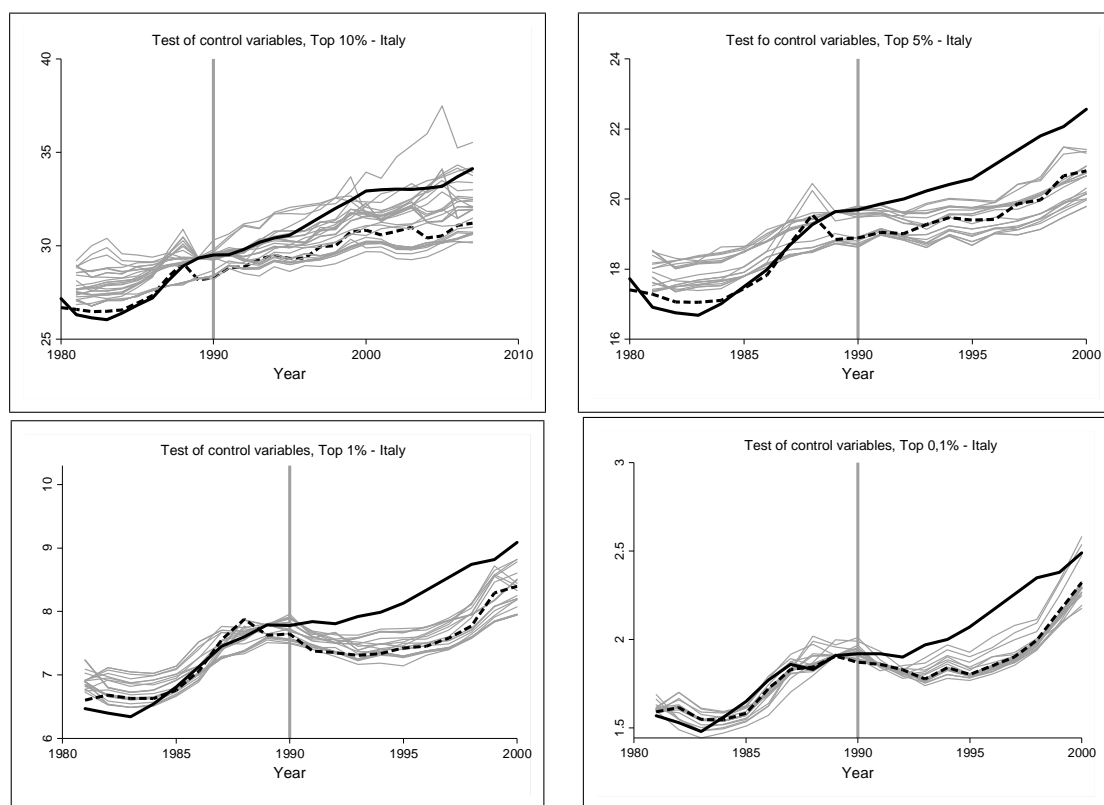 Test of control variables, Top 10% - Italy
40
35
30
25
1980 1990 2000 2010
Year
Test fo control variables, Top 5% - Italy
24
22
20
18
16
1980 1985 1990 1995 2000
Year
Test of control variables, Top 1% - Italy
10
9
8
7
6
1980 1985 1990 1995 2000
Year
Test of control variables, Top 0,1% - Italy
3
2.5
2
1.5
1980 1985 1990 1995 2000
Year